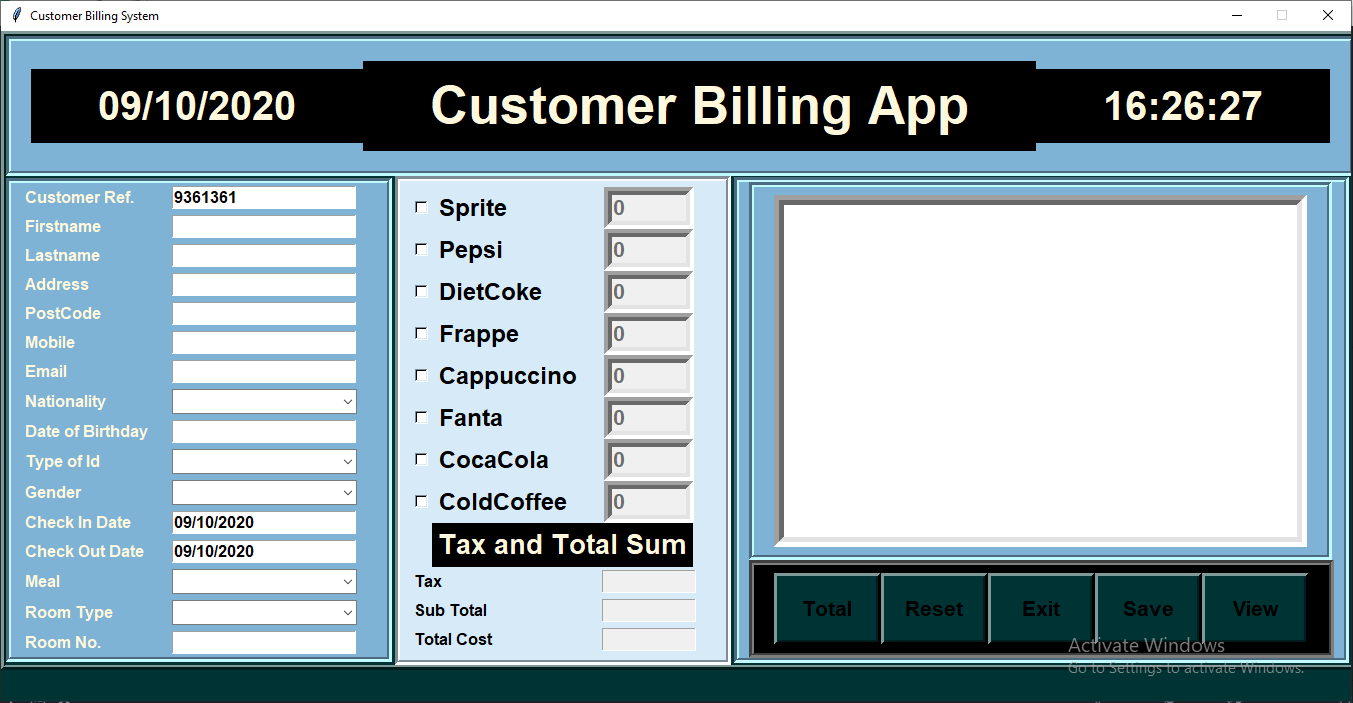 Customer Billing System
09/10/2020
Customer Billing App
16:26:27
Customer Ref. 9361361
Firstname
Lastname
Address
PostCode
Mobile
Email
Nationality
Date of Birthday
Type of Id
Gender
Check In Date 09/10/2020
Check Out Date 09/10/2020
Meal
Room Type
Room No.
Sprite 0
Pepsi 0
DietCoke 0
Frappe 0
Cappuccino 0
Fanta 0
CocaCola 0
ColdCoffee 0
Tax and Total Sum
Tax
Sub Total
Total Cost
Total Reset Exit Save View
Activate Windows
Go to Settings to activate Windows.